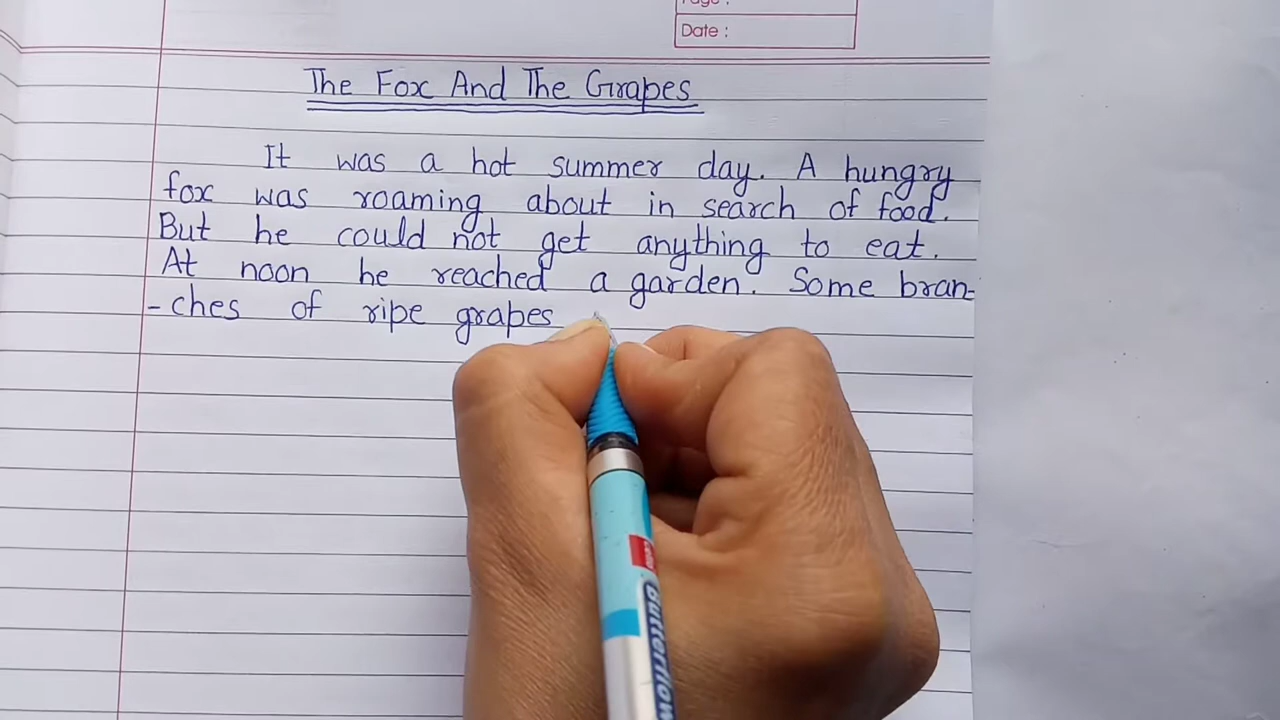 Date :
The Fox And The Grapes
It was a hot summer day. A hungry
fox was roaming about in search of food.
But he could not get anything to eat.
At noon he reached a garden. Some bran-
-ches of ripe grapes
Butterflow